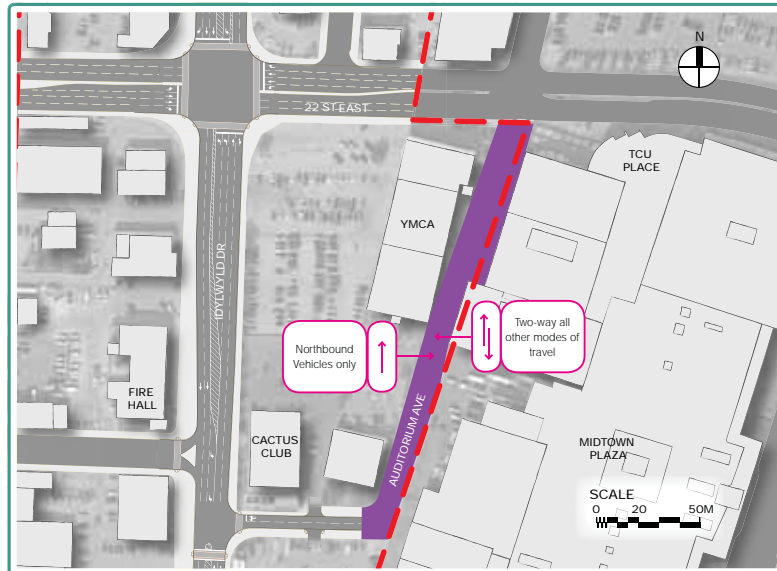 N
22 ST EAST
TCU
PLACE
YMCA
IDYLWYLD DR
Northbound
Vehicles only
Two-way all
other modes of
travel
FIRE
HALL
CACTUS
CLUB
AUDITORIUM AVE
MIDTOWN
PLAZA
SCALE
0 20 50M